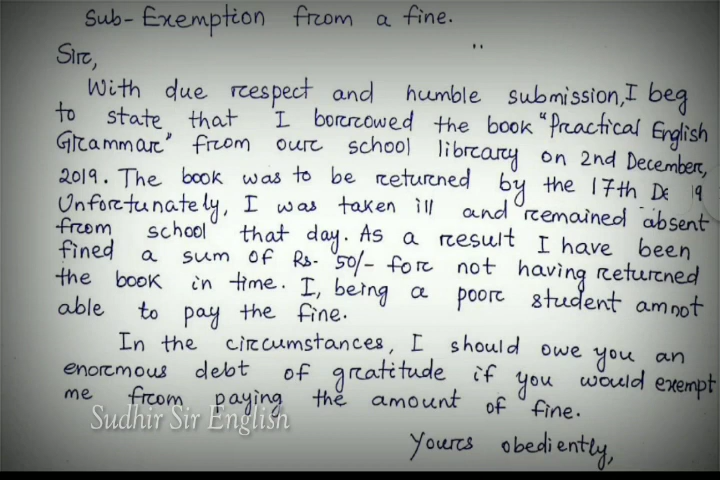 Sub- Exemption from a fine.
Sir,
With due respect and humble submission, I beg
to state that I borrowed the book "Practical English
Grammar" from our school library on 2nd December,
2019. The book was to be returned by the 17th De 19
Unfortunately, I was taken ill and remained absent
from school that day. As a result I have been
fined a sum of Rs. 50/- for not having returned
the book in time. I, being a poor student am not
able to pay the fine.
In the circumstances, I should owe you an
enormous debt of gratitude if you would exempt
me from paying the amount of fine.
Sudhir Sir English
Yours obediently,